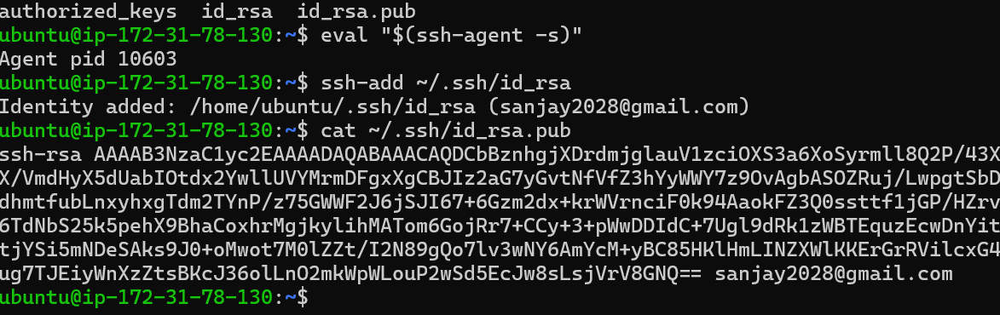 authorized_keys  id_rsa  id_rsa.pub
ubuntu@ip-172-31-78-130:~$ eval "$(ssh-agent -s)"
Agent pid 10603
ubuntu@ip-172-31-78-130:~$ ssh-add ~/.ssh/id_rsa
Identity added: /home/ubuntu/.ssh/id_rsa (sanjay2028@gmail.com)
ubuntu@ip-172-31-78-130:~$ cat ~/.ssh/id_rsa.pub
ssh-rsa AAAAB3NzaC1yc2EAAAADAQABAAACAQDCbBznhgjXDrdmjglauV1zciOXS3a6XoSyrmll8Q2P/43X
X/VmdHyX5dUabIOtdx2YwllUVYMrmDFgxXgCBJIz2aG7yGvtNfVfZ3hYyWWY7z9OvAgbASOZRuj/LwpgtSbD
dhmtfubLnxyhxgTdm2TYnP/z75GWWF2J6jSJI67+6Gzm2dx+krWVrnciF0k94AaokFZ3Q0ssttf1jGP/HZrv
6TdNbS25k5pehX9BhaCoxhrMgjkylihMATom6GojRr7+CCy+3+pWwDDIdC+7Ugl9dRk1zWBTEquzEcwDnYit
tjYSi5mNDeSAks9J0+oMwot7M0lZZt/I2N89gQo7lv3wNY6AmYcM+yBC85HKlHmLINZXWlKKErGrRVilcxG4
ug7TJEiyWnXzZtsBKcJ36olLnO2mkWpWLouP2wSd5EcJw8sLsjVrV8GNQ== sanjay2028@gmail.com
ubuntu@ip-172-31-78-130:~$